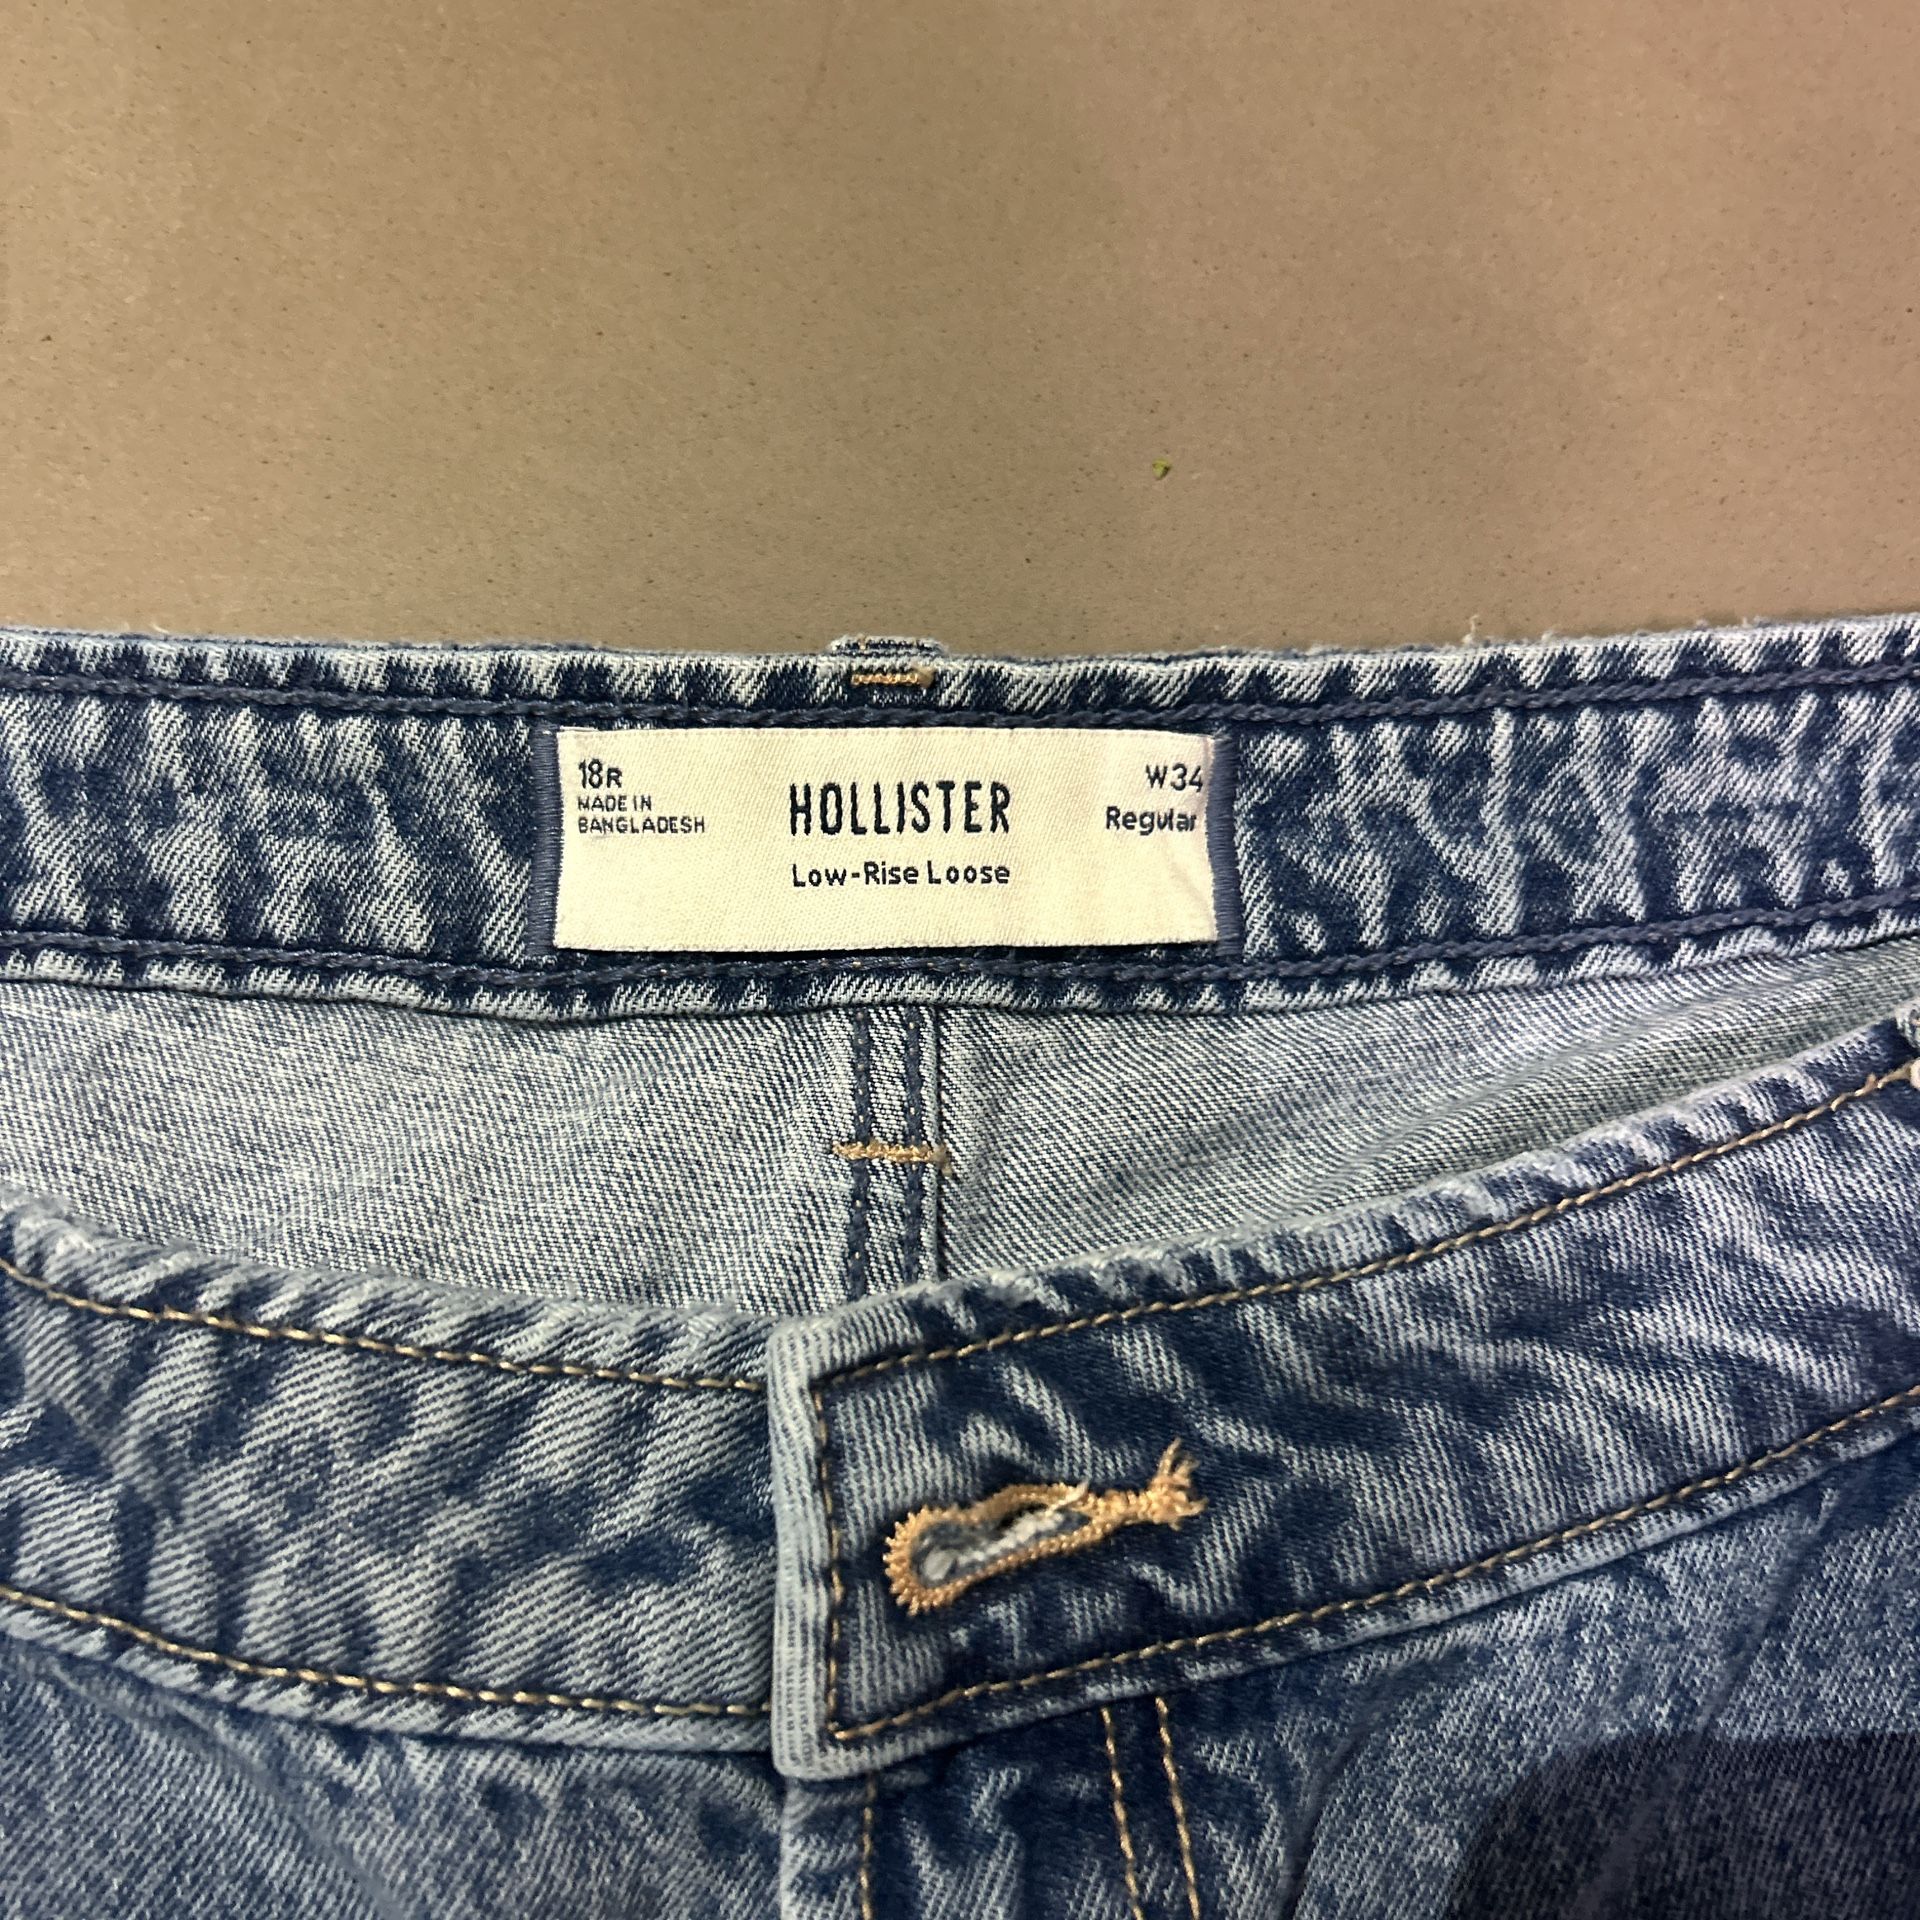 18R
MADE IN
BANGLADESH
HOLLISTER
Low-Rise Loose
W34
Regular